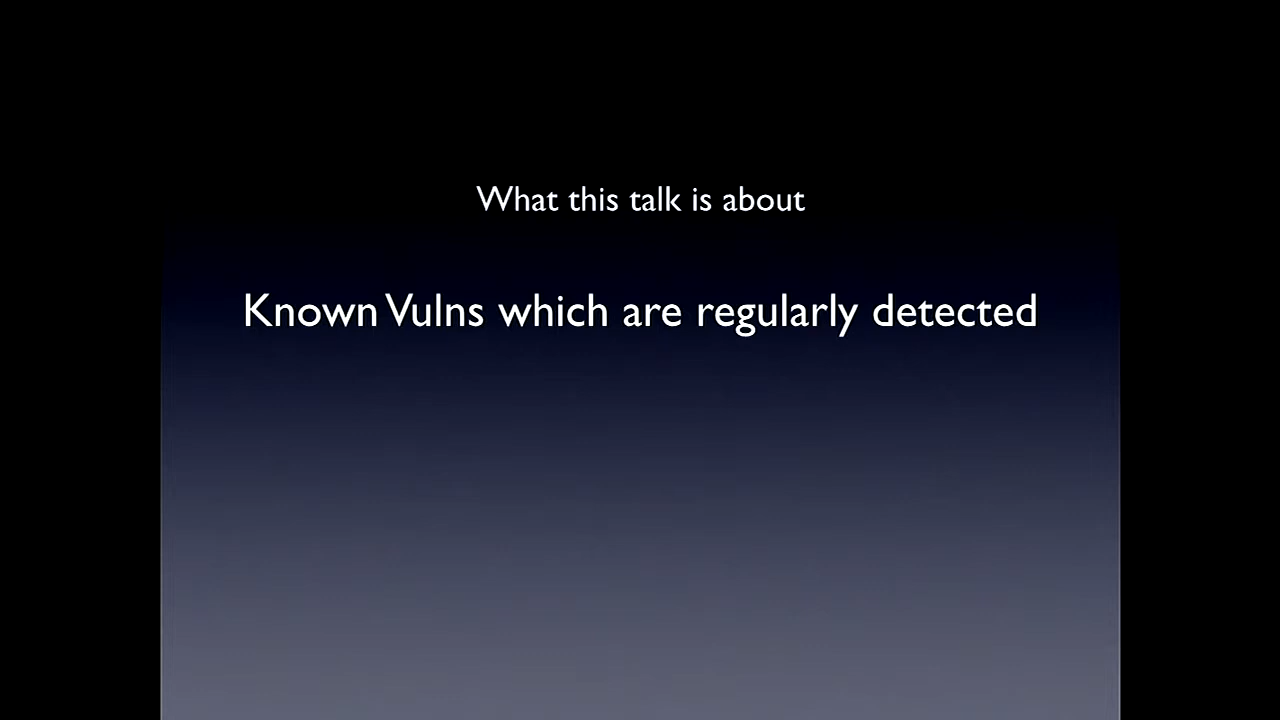 What this talk is about
Known Vulns which are regularly detected